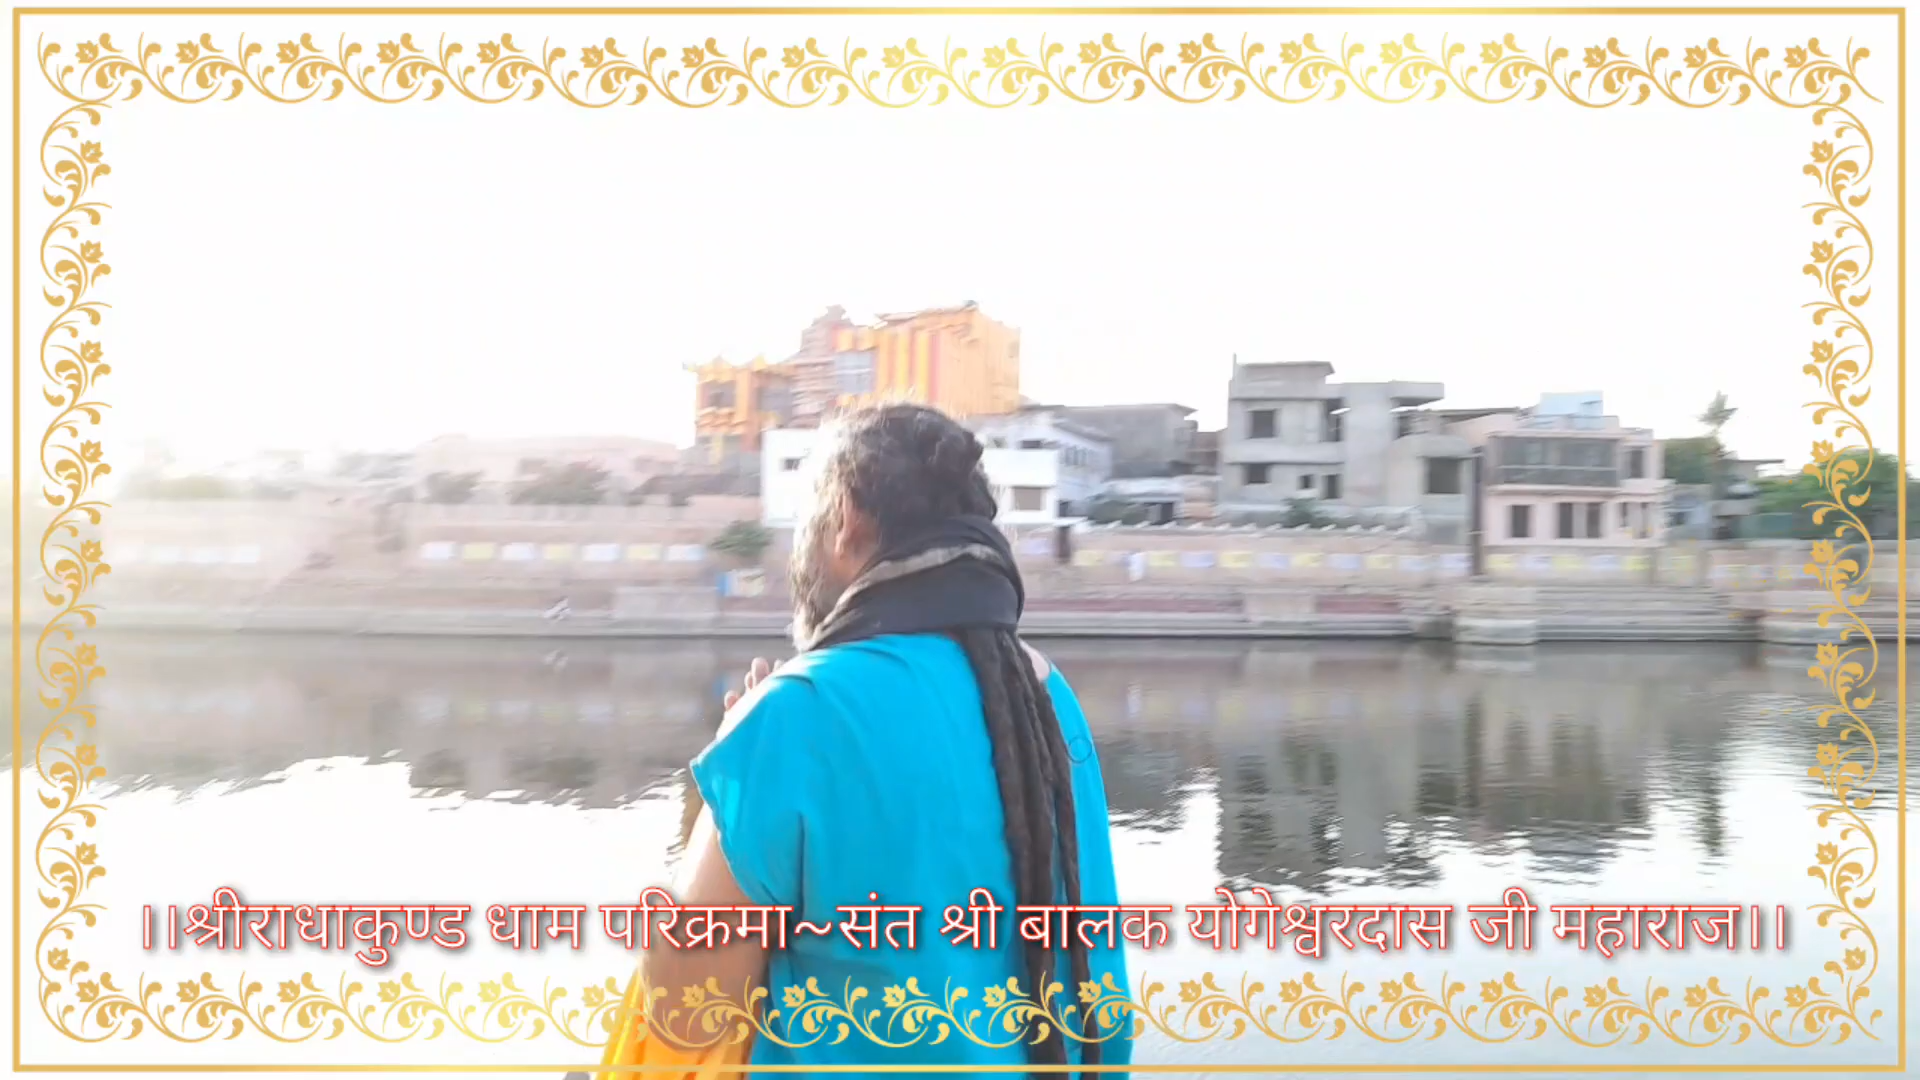 ।।श्रीराधाकुण्ड धाम परिक्रमा~संत श्री बालक योगेश्वरदास जी महाराज।।